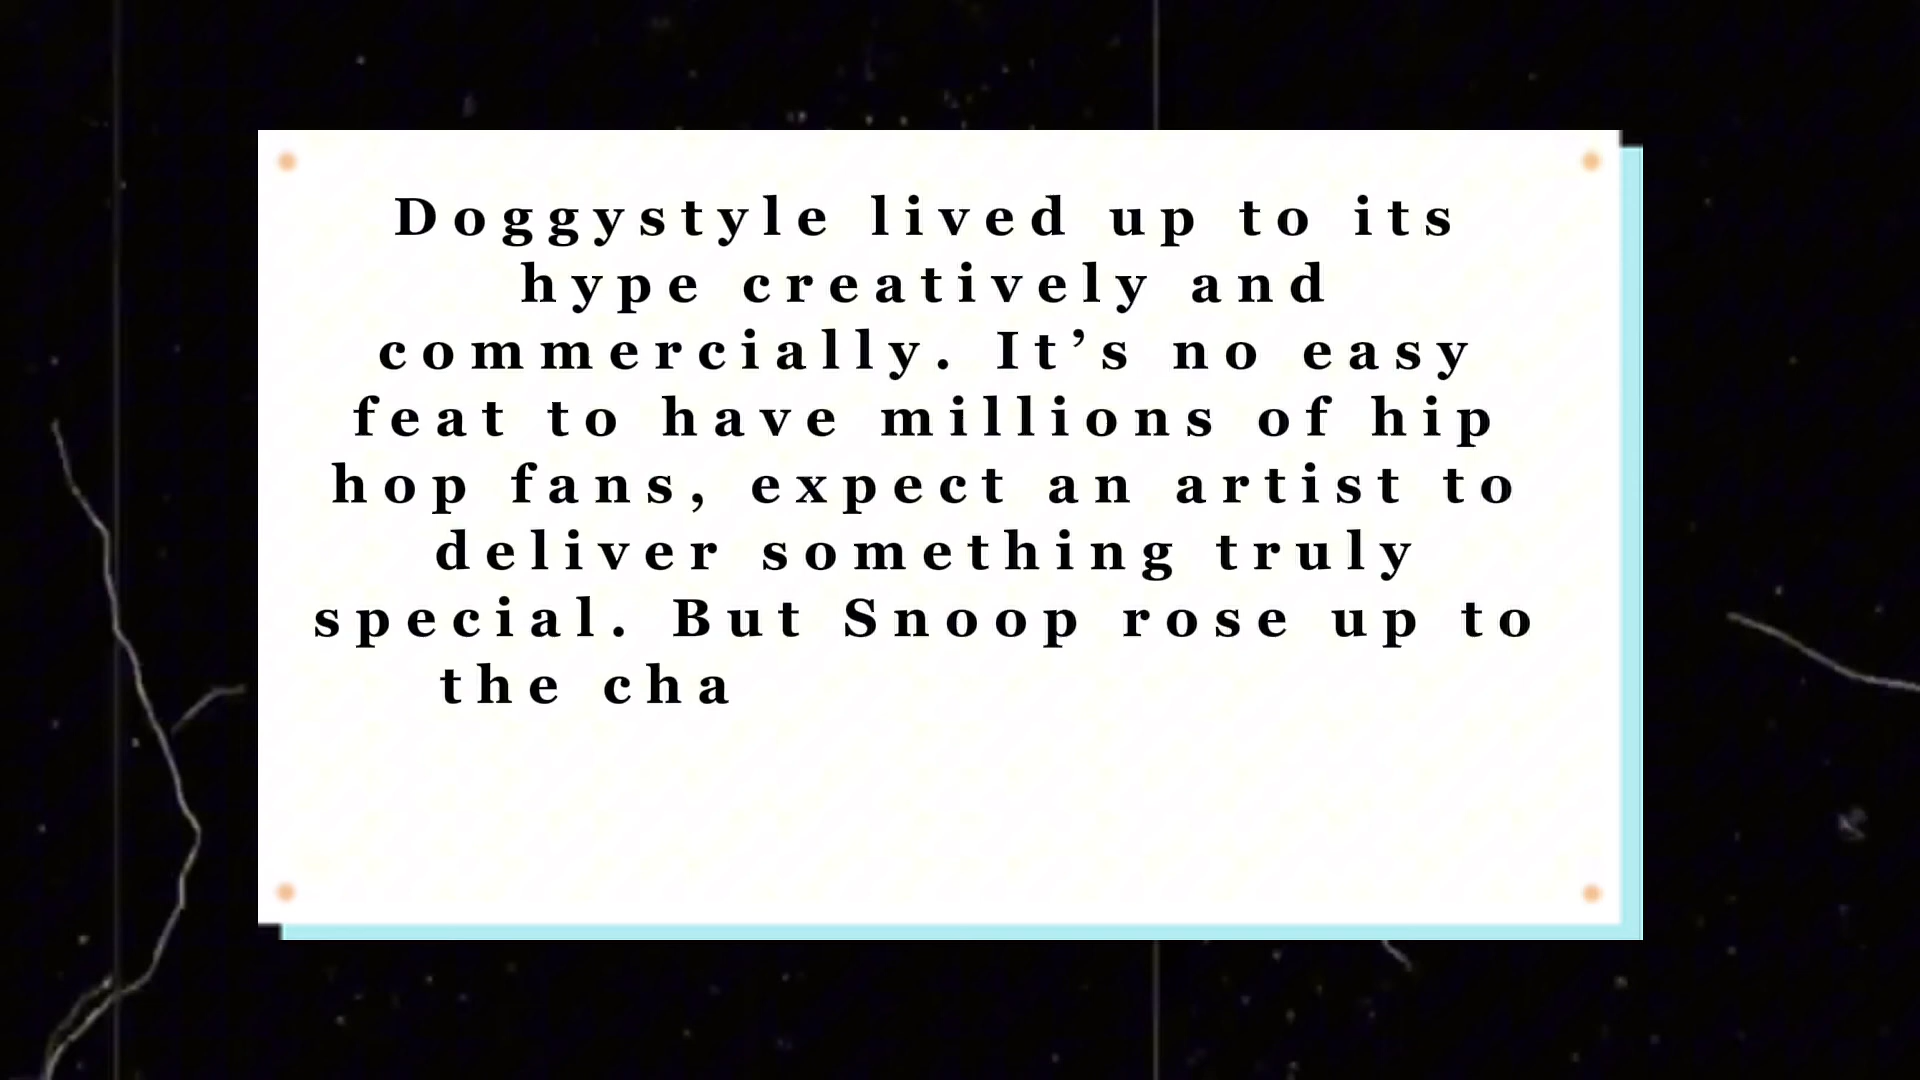 Doggystyle lived up to its
hype creatively and
commercially. It’s no easy
feat to have millions of hip
hop fans, expect an artist to
deliver something truly
special. But Snoop rose up to
the cha